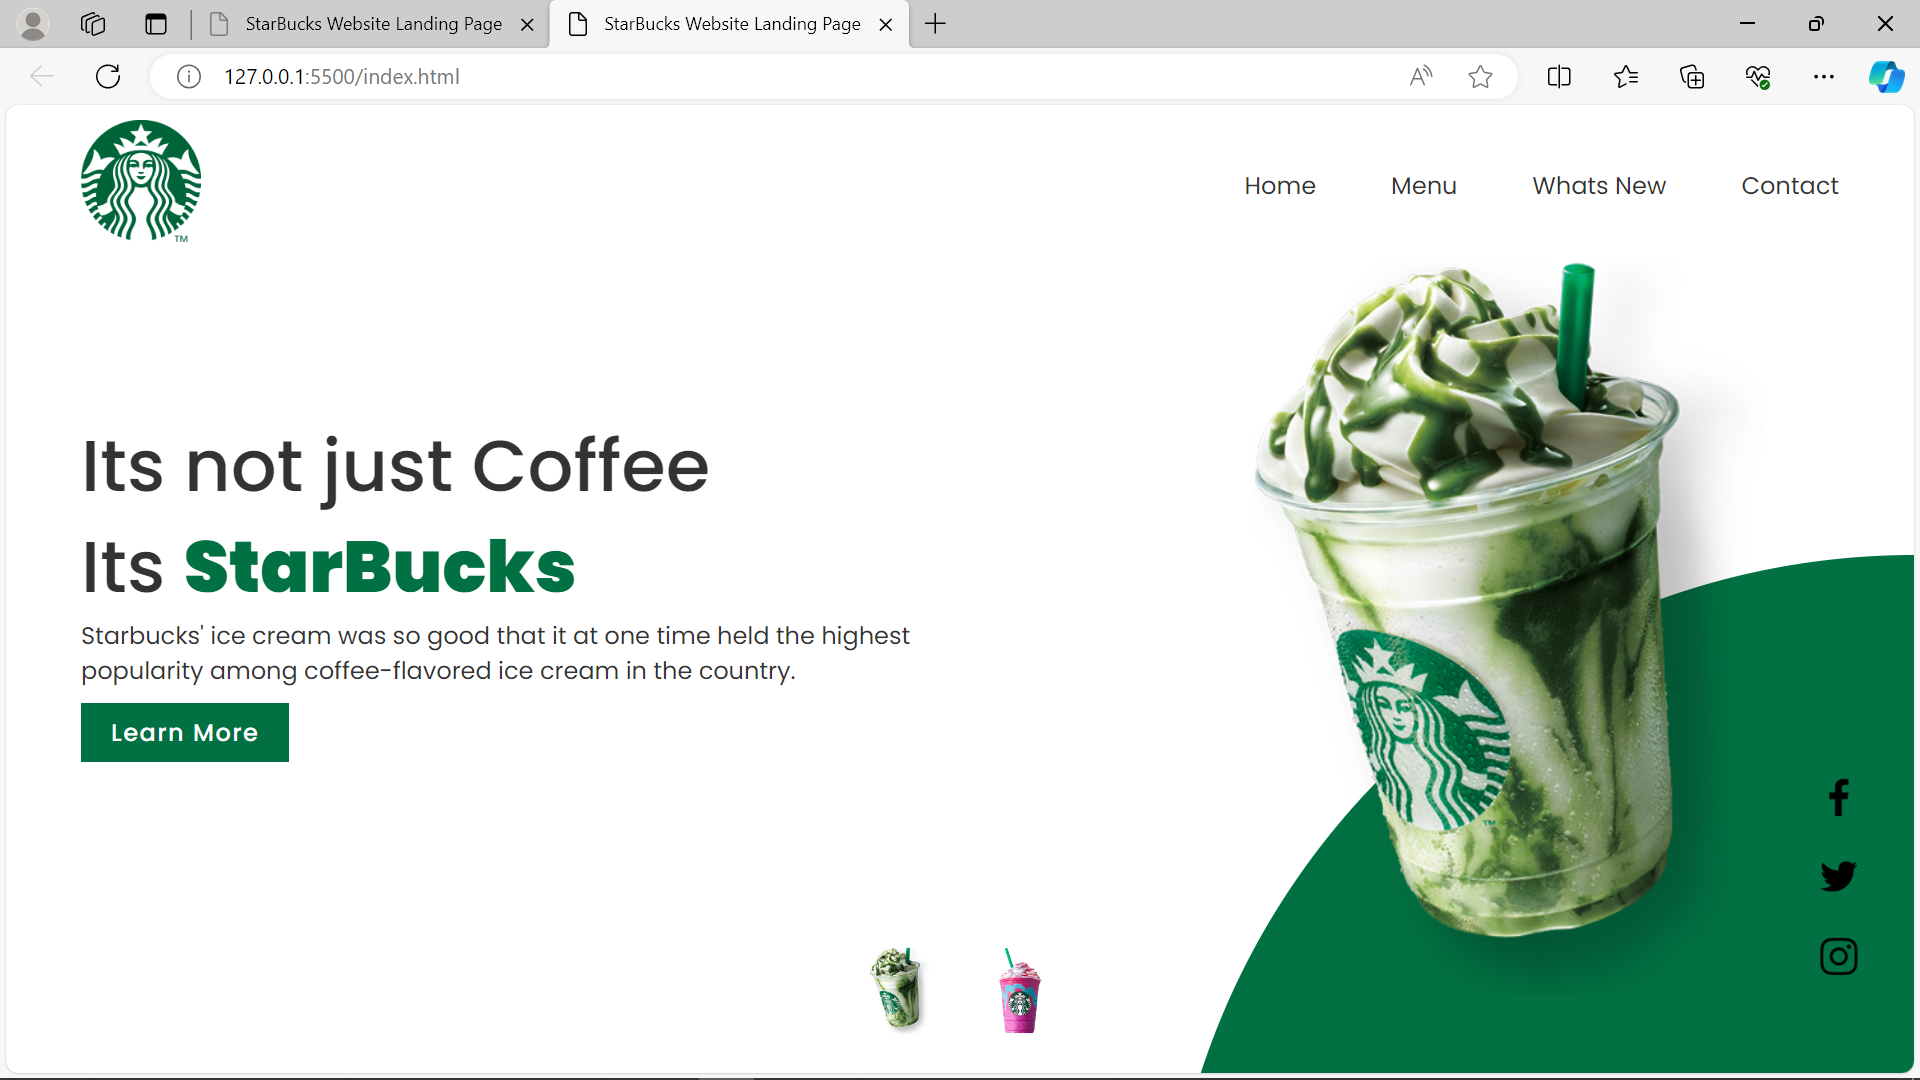 StarBucks Website Landing Page
StarBucks Website Landing Page
127.0.0.1:5500/index.html
TM
Home
Menu
Whats New
Contact
Its not just Coffee
Its StarBucks
Starbucks' ice cream was so good that it at one time held the highest
popularity among coffee-flavored ice cream in the country.
Learn More
TM